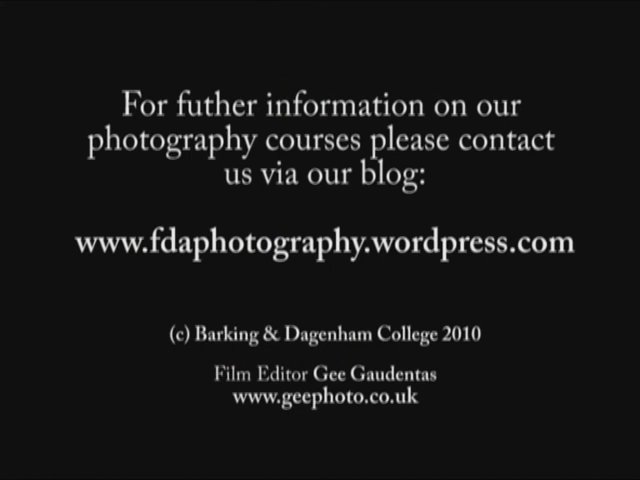 For futher information on our
photography courses please contact
us via our blog:
www.fdaphotography.wordpress.com
(c) Barking & Dagenham College 2010
Film Editor Gee Gaudentas
www.geephoto.co.uk